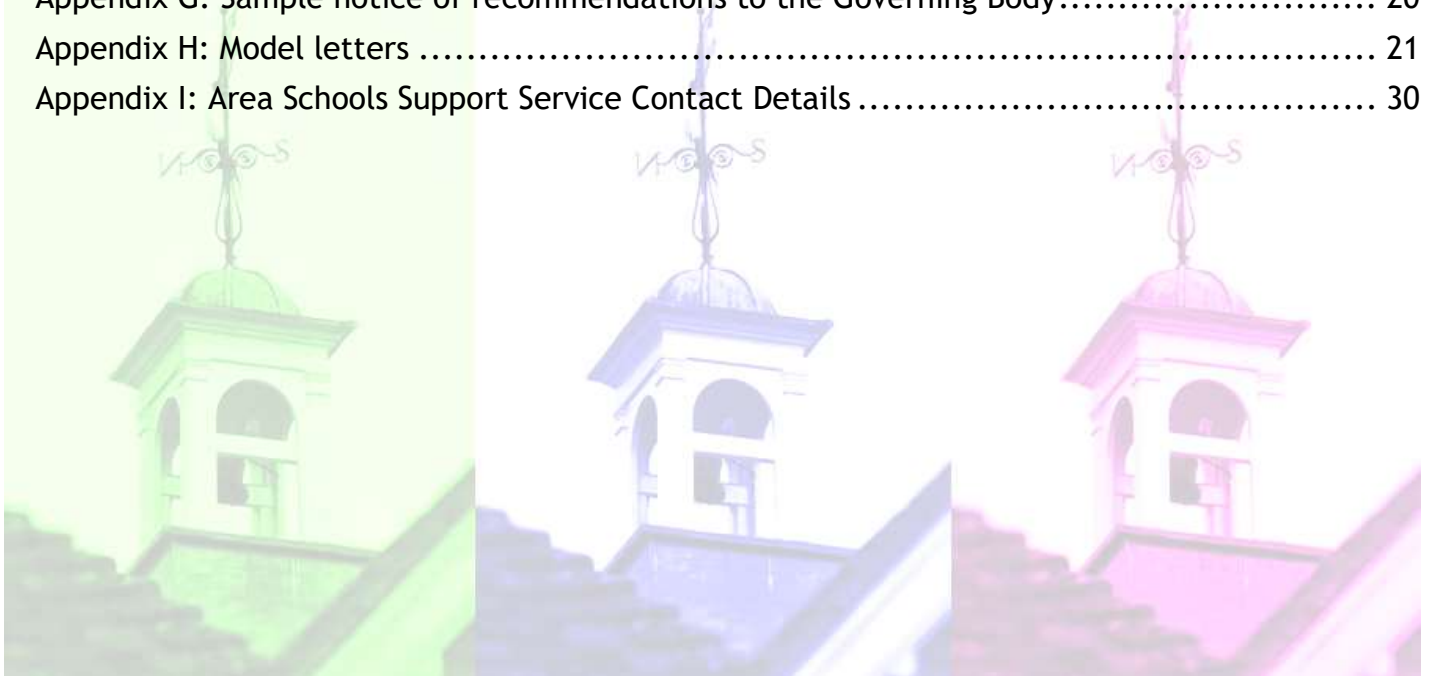 Appendix G: Sample notice of recommendations to the Governing Body........................... 20
Appendix H: Model letters ................................................................................ 21
Appendix I: Area Schools Support Service Contact Details ............................................ 30